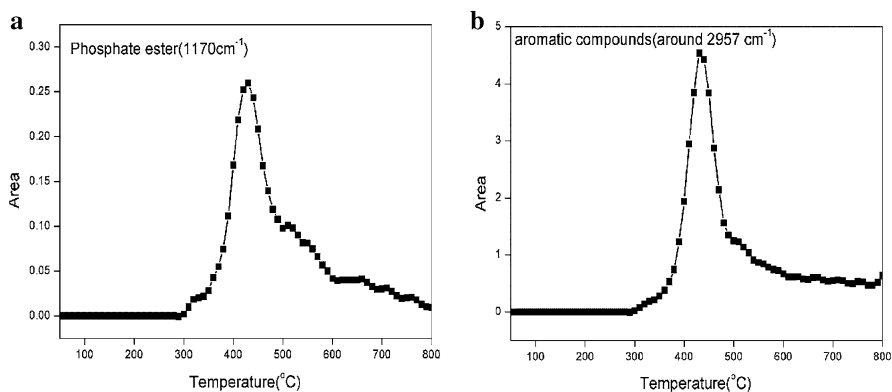 a
Phosphate ester(1170cm-1)
0.30
0.25
0.20
0.15
0.10
0.05
0.00
Area
100 200 300 400 500 600 700 800
Temperature(°C)
b
aromatic compounds(around 2957 cm-1)
5
4
3
2
1
0
Area
100 200 300 400 500 600 700 800
Temperature(°C)